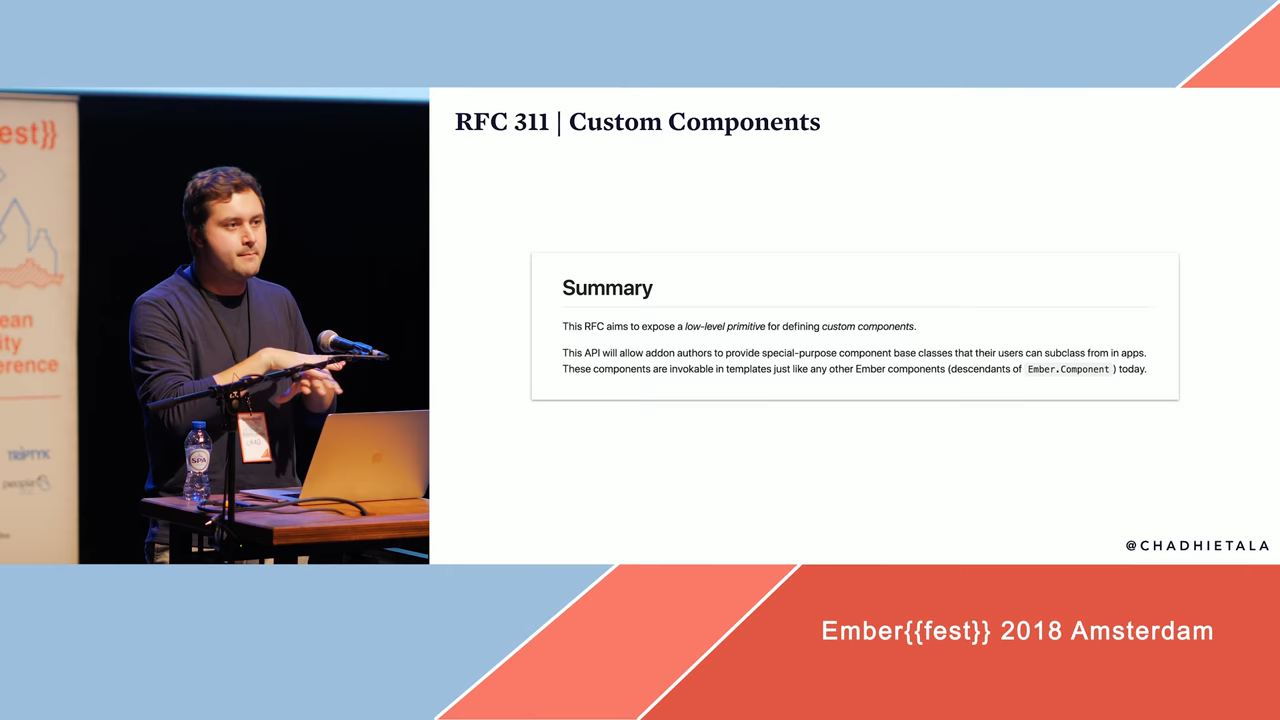 RFC 311 | Custom Components
est}}
ean
ity
erence
TRIPTYK
people
SPA
Summary
This RFC aims to expose a low-level primitive for defining custom components.
This API will allow addon authors to provide special-purpose component base classes that their users can subclass from in apps.
These components are invokable in templates just like any other Ember components (descendants of Ember.Component ) today.
@CHADHIETALA
Ember{{fest}} 2018 Amsterdam